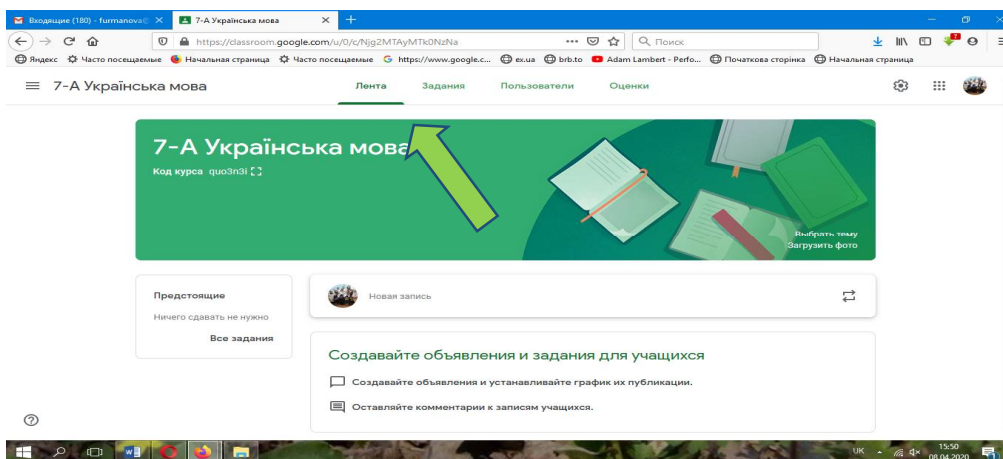 Входящие (180) - furmanova@
7-А Українська мова
https://classroom.google.com/u/0/c/Njg2MTAyMTk0NzNa
Поиск
Яндекс
Часто посещаемые
Начальная страница
Часто посещаемые
https://www.google.c...
ex.ua
brb.to
Adam Lambert - Perfo...
Початкова сторінка
Начальная страница
7-А Українська мова
Лента
Задания
Пользователи
Оценки
7-А Українська мова
Код курса quo3n3i
Выбрать тему
Загрузить фото
Предстоящие
Ничего сдавать не нужно
Все задания
Новая запись
Создавайте объявления и задания для учащихся
Создавайте объявления и устанавливайте график их публикации.
Оставляйте комментарии к записям учащихся.
UK
15:50
08.04.2020